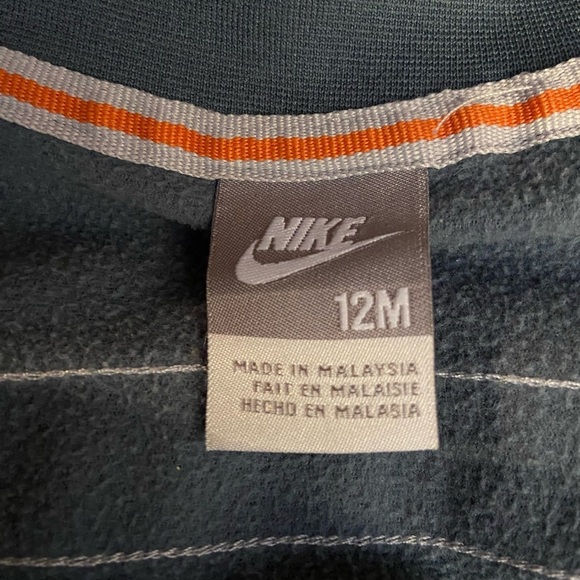 NIKE
12M
MADE IN MALAYSIA
FAIT EN MALAISIE
HECHO EN MALASIA